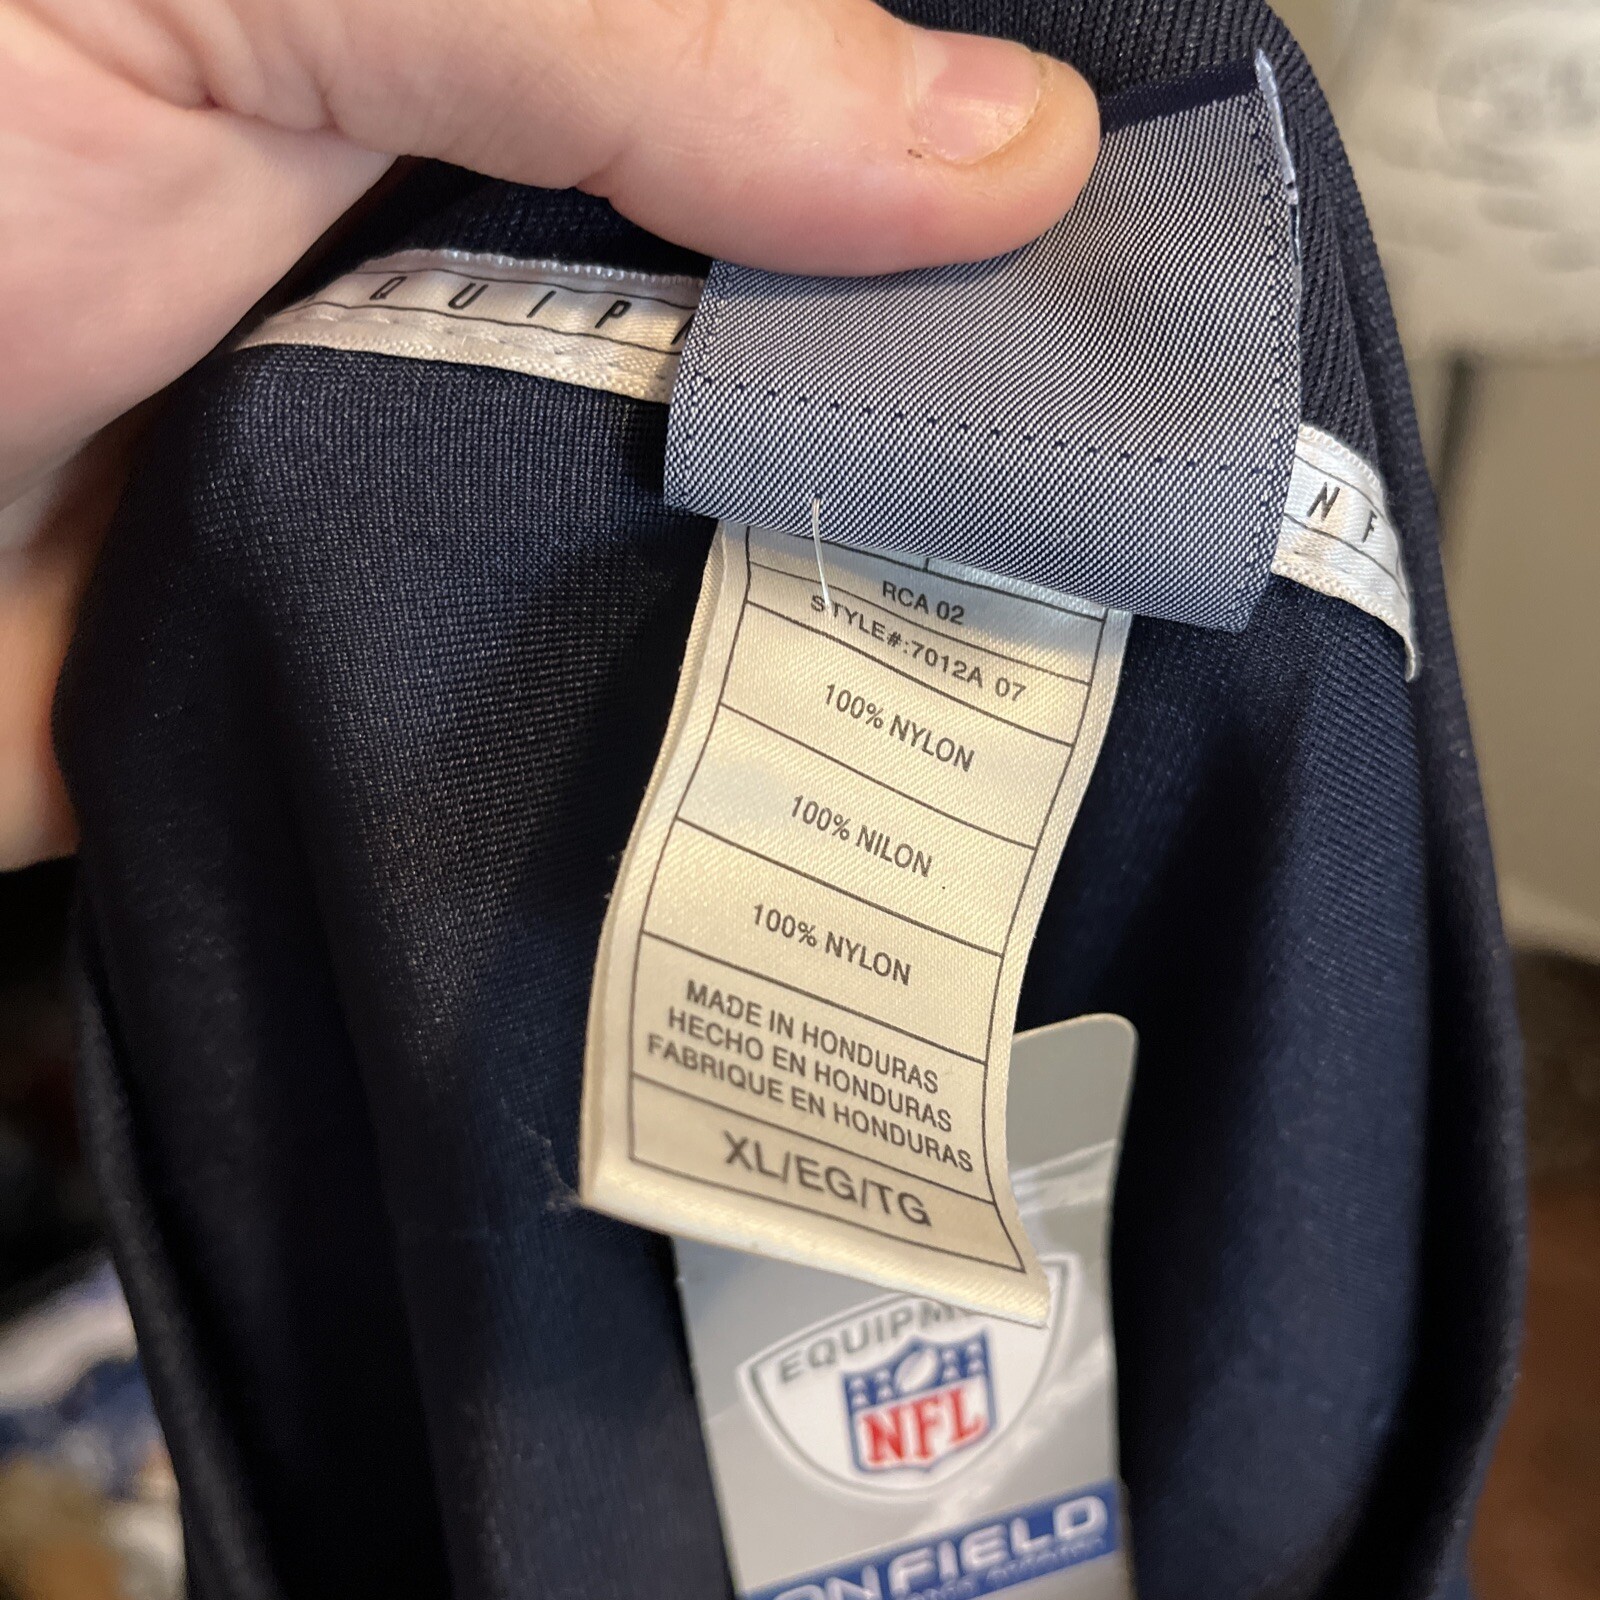 QUIP
NF
RCA 02
STYLE#:7012A 07
100% NYLON
100% NILON
100% NYLON
MADE IN HONDURAS
HECHO EN HONDURAS
FABRIQUE EN HONDURAS
XL/EG/TG
EQUIPM
NFL
ON FIELD